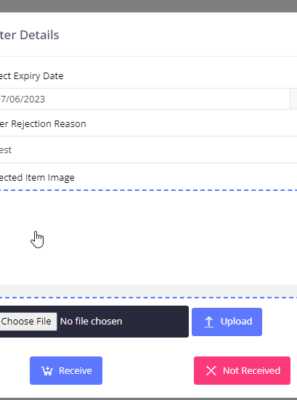 ter Details
ect Expiry Date
7/06/2023
er Rejection Reason
est
ected Item Image
Choose File No file chosen
Upload
Receive
Not Received